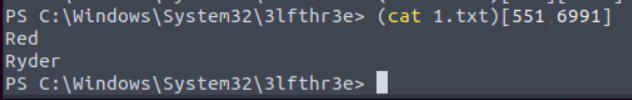 PS C:\Windows\System32\3lfthr3e> (cat 1.txt)[551,6991]
Red
Ryder
PS C:\Windows\System32\3lfthr3e>